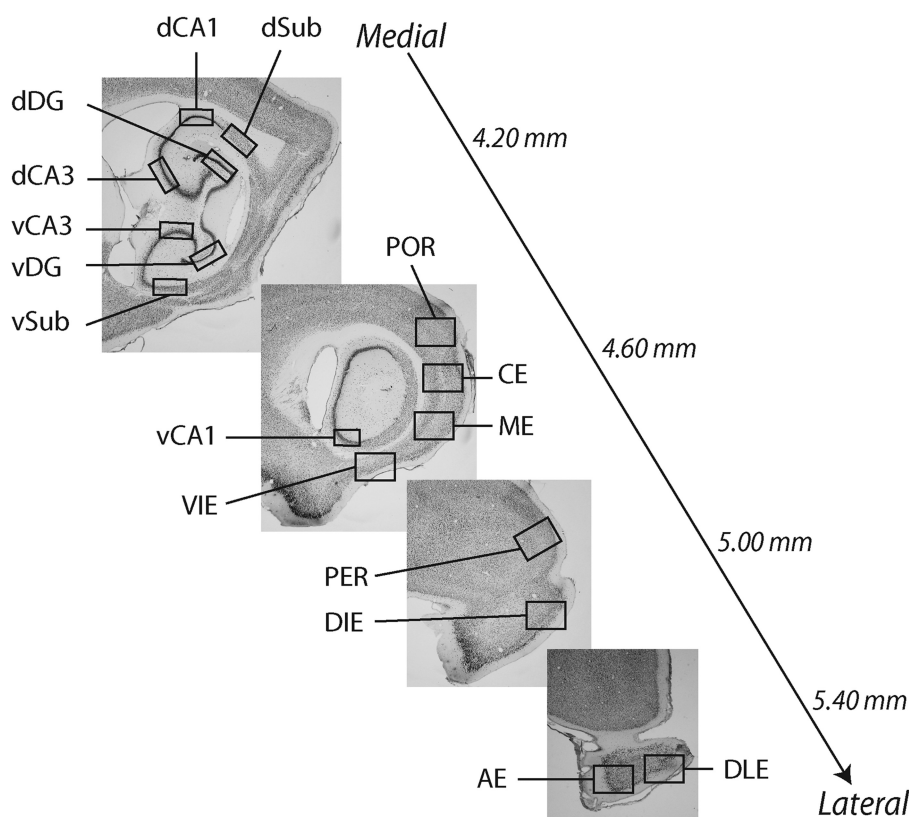 dCA1
dSub
Medial
dDG
4.20 mm
dCA3
vCA3
POR
vDG
vSub
4.60 mm
CE
vCA1
ME
VIE
5.00 mm
PER
DIE
5.40 mm
AE
DLE
Lateral